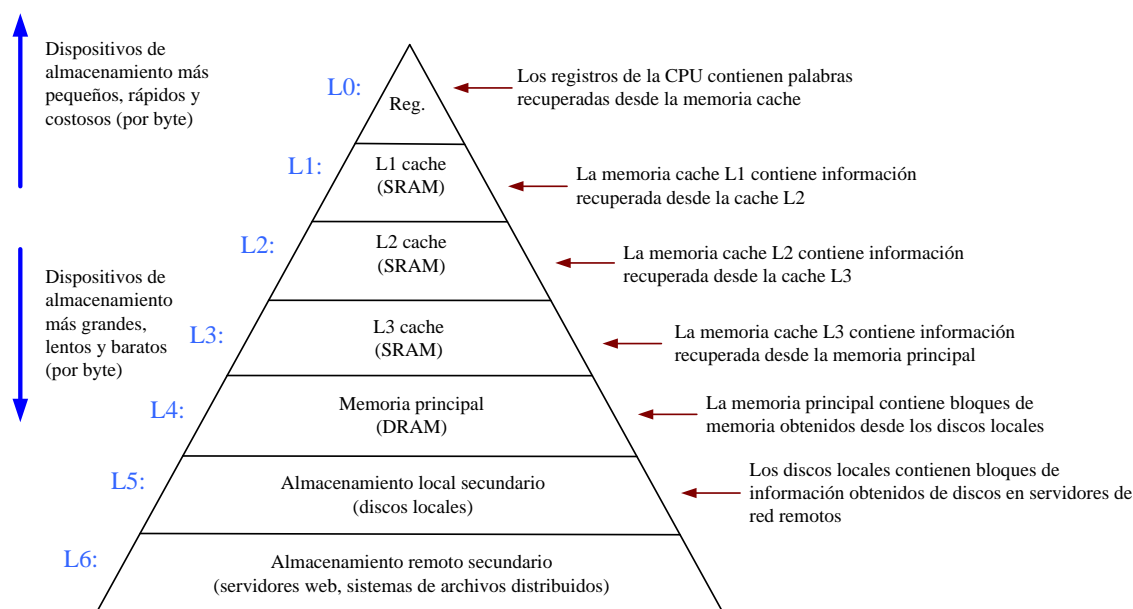 Dispositivos de
almacenamiento más
pequeños, rápidos y
costosos (por byte)
L0:
Reg.
Los registros de la CPU contienen palabras
recuperadas desde la memoria cache
L1:
L1 cache
(SRAM)
La memoria cache L1 contiene información
recuperada desde la cache L2
L2:
L2 cache
(SRAM)
La memoria cache L2 contiene información
recuperada desde la cache L3
Dispositivos de
almacenamiento
más grandes,
lentos y baratos
(por byte)
L3:
L3 cache
(SRAM)
La memoria cache L3 contiene información
recuperada desde la memoria principal
L4:
Memoria principal
(DRAM)
La memoria principal contiene bloques de
memoria obtenidos desde los discos locales
L5:
Almacenamiento local secundario
(discos locales)
Los discos locales contienen bloques de
información obtenidos de discos en servidores de
red remotos
L6:
Almacenamiento remoto secundario
(servidores web, sistemas de archivos distribuidos)